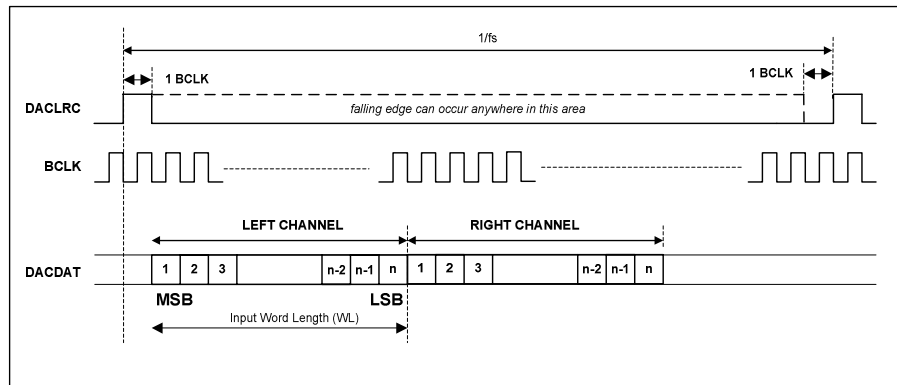 1/fs
1 BCLK
1 BCLK
DACLRC
falling edge can occur anywhere in this area
BCLK
LEFT CHANNEL
RIGHT CHANNEL
DACDAT
1 2 3 n-2 n-1 n 1 2 3 n-2 n-1 n
MSB LSB
Input Word Length (WL)